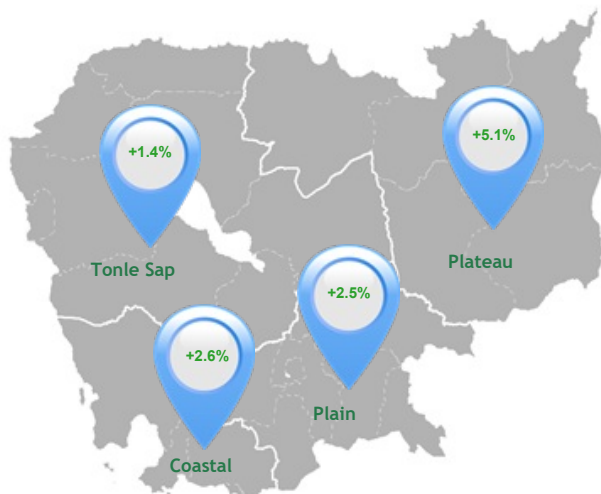 +5.1%
+1.4%
Plateau
Tonle Sap
+2.5%
+2.6%
Plain
Coastal